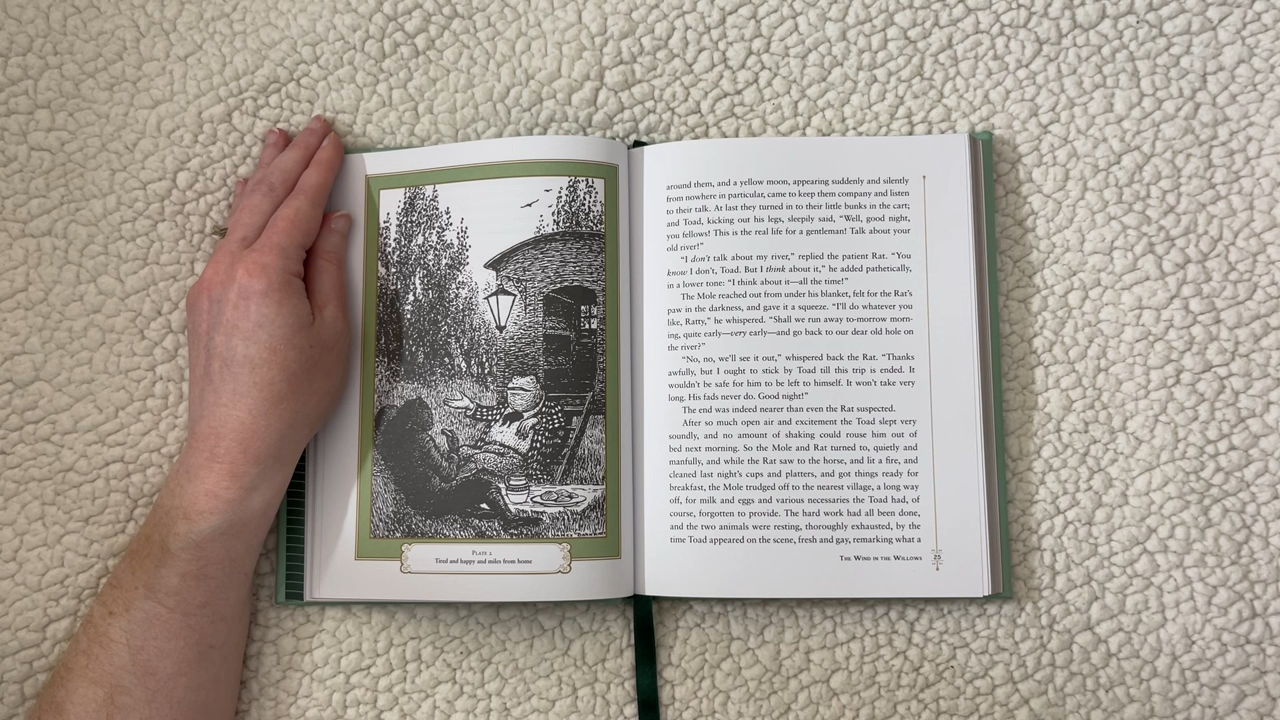 PLATE 2
Tired and happy and miles from home
around them, and a yellow moon, appearing suddenly and silently
from nowhere in particular, came to keep them company and listen
to their talk. At last they turned in to their little bunks in the cart;
and Toad, kicking out his legs, sleepily said, “Well, good night,
you fellows! This is the real life for a gentleman! Talk about your
old river!”
“I don’t talk about my river,” replied the patient Rat. “You
know I don’t, Toad. But I think about it,” he added pathetically,
in a lower tone: “I think about it—all the time!”
The Mole reached out from under his blanket, felt for the Rat’s
paw in the darkness, and gave it a squeeze. “I’ll do whatever you
like, Ratty,” he whispered. “Shall we run away to-morrow morn-
ing, quite early—very early—and go back to our dear old hole on
the river?”
“No, no, we’ll see it out,” whispered back the Rat. “Thanks
awfully, but I ought to stick by Toad till this trip is ended. It
wouldn’t be safe for him to be left to himself. It won’t take very
long. His fads never do. Good night!”
The end was indeed nearer than even the Rat suspected.
After so much open air and excitement the Toad slept very
soundly, and no amount of shaking could rouse him out of
bed next morning. So the Mole and Rat turned to, quietly and
manfully, and while the Rat saw to the horse, and lit a fire, and
cleaned last night’s cups and platters, and got things ready for
breakfast, the Mole trudged off to the nearest village, a long way
off, for milk and eggs and various necessaries the Toad had, of
course, forgotten to provide. The hard work had all been done,
and the two animals were resting, thoroughly exhausted, by the
time Toad appeared on the scene, fresh and gay, remarking what a
THE WIND IN THE WILLOWS 25